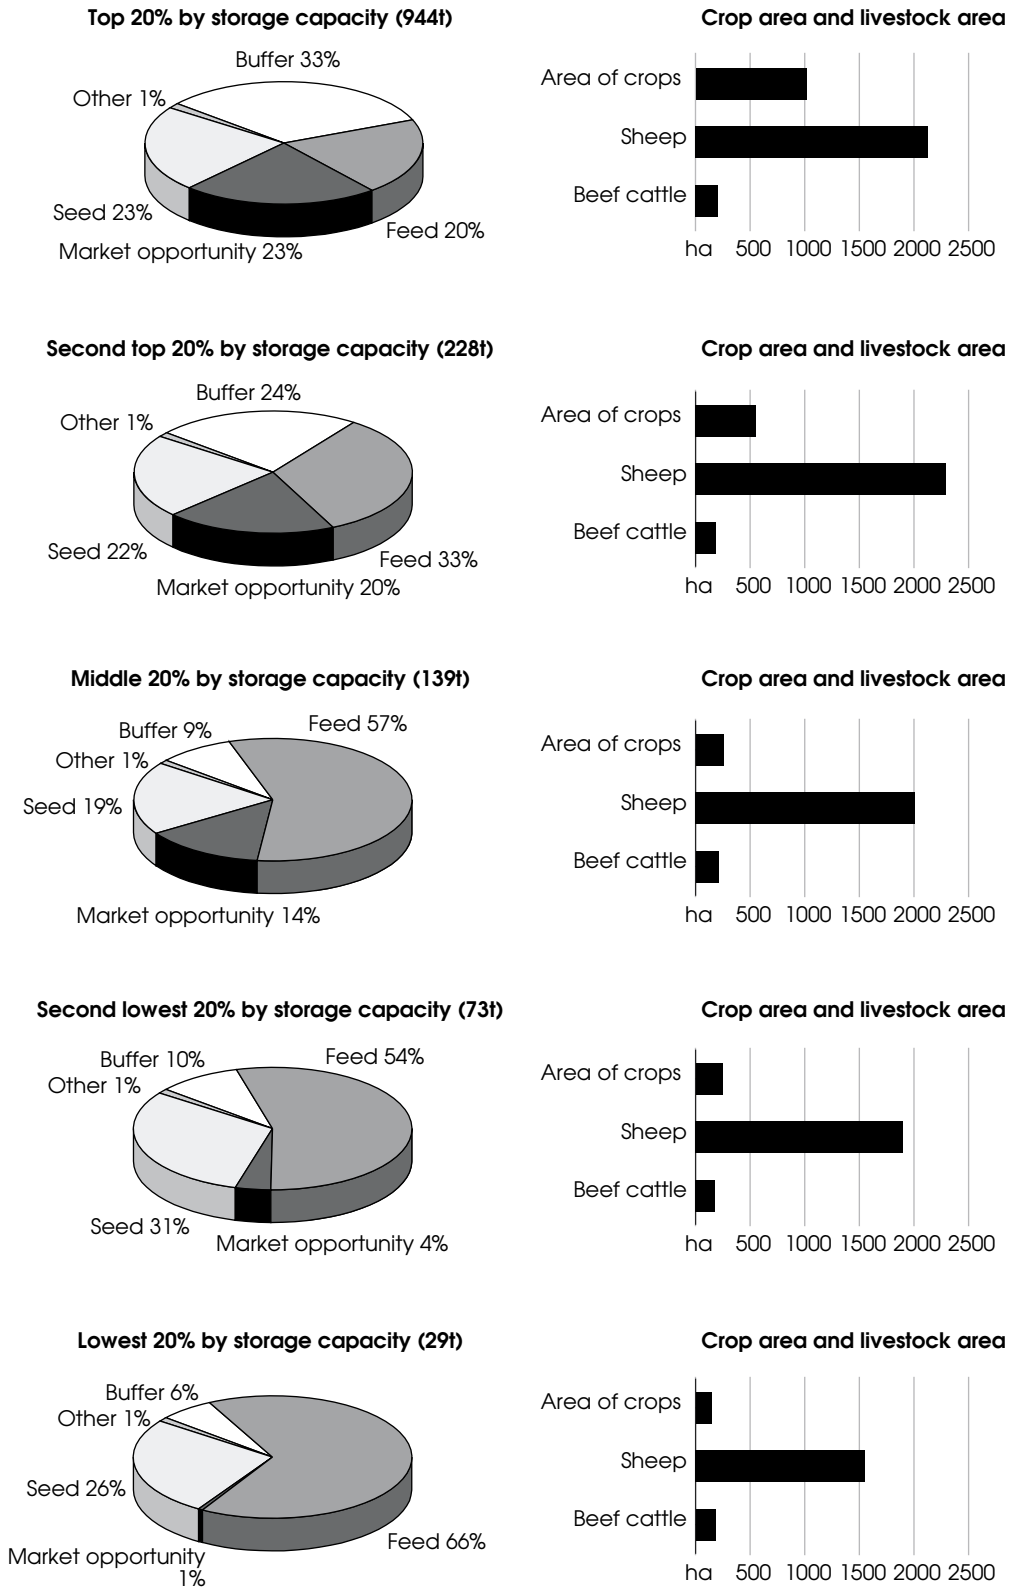 Top 20% by storage capacity (944t)
Buffer 33%
Other 1%
Seed 23%
Market opportunity 23%
Feed 20%
Crop area and livestock area
Area of crops
Sheep
Beef cattle
ha 500 1000 1500 2000 2500
Second top 20% by storage capacity (228t)
Buffer 24%
Other 1%
Seed 22%
Feed 33%
Market opportunity 20%
Crop area and livestock area
Area of crops
Sheep
Beef cattle
ha 500 1000 1500 2000 2500
Middle 20% by storage capacity (139t)
Feed 57%
Buffer 9%
Other 1%
Seed 19%
Market opportunity 14%
Crop area and livestock area
Area of crops
Sheep
Beef cattle
ha 500 1000 1500 2000 2500
Second lowest 20% by storage capacity (73t)
Feed 54%
Buffer 10%
Other 1%
Seed 31%
Market opportunity 4%
Crop area and livestock area
Area of crops
Sheep
Beef cattle
ha 500 1000 1500 2000 2500
Lowest 20% by storage capacity (29t)
Buffer 6%
Other 1%
Seed 26%
Feed 66%
Market opportunity
1%
Crop area and livestock area
Area of crops
Sheep
Beef cattle
ha 500 1000 1500 2000 2500